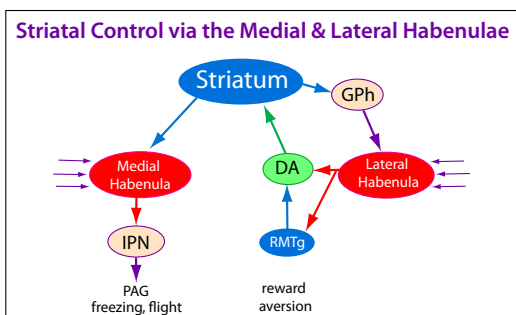 Striatal Control via the Medial & Lateral Habenulae
Striatum
GPh
Medial
Habenula
DA
Lateral
Habenula
IPN
RMTg
PAG
freezing, flight
reward
aversion